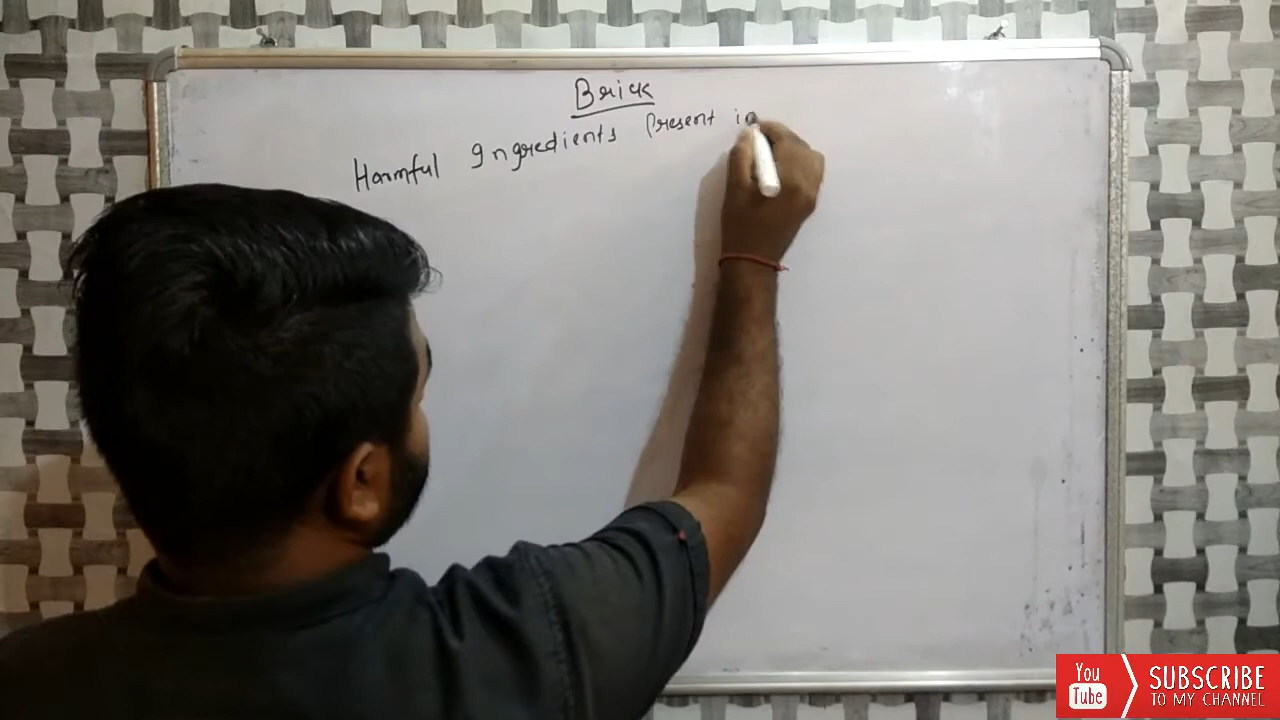 Brick
Harmful Ingredients Present in
You
Tube
SUBSCRIBE
TO MY CHANNEL